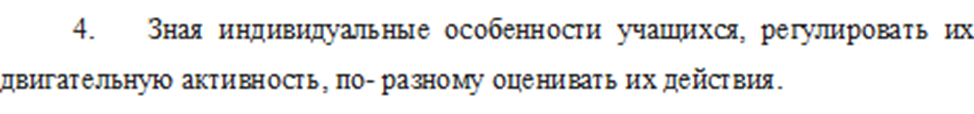 4. Зная индивидуальные особенности учащихся, регулировать их
двигательную активность, по- разному оценивать их действия.